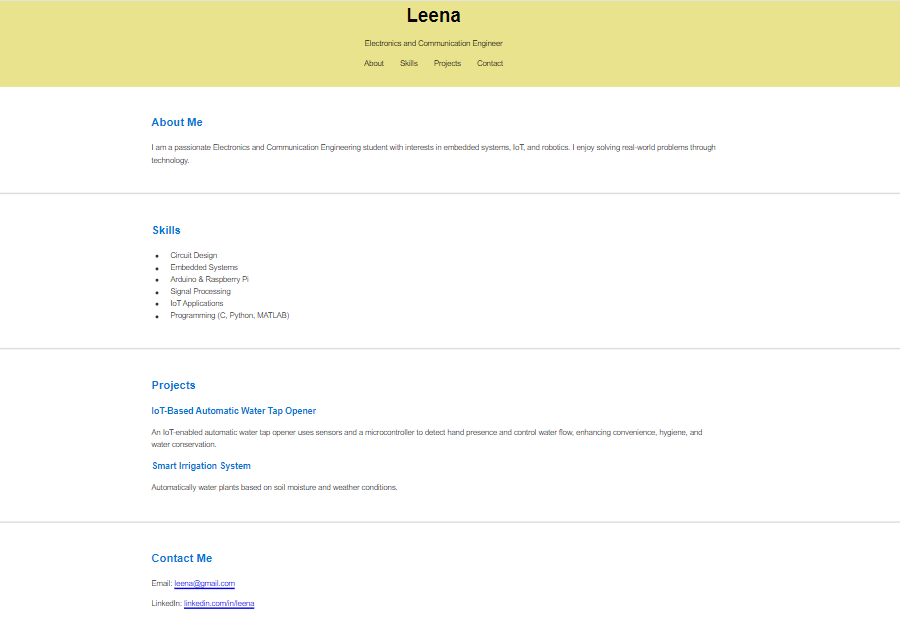 Leena
Electronics and Communication Engineer
About Skills Projects Contact
About Me
I am a passionate Electronics and Communication Engineering student with interests in embedded systems, IoT, and robotics. I enjoy solving real-world problems through
technology.
Skills
• Circuit Design
• Embedded Systems
• Arduino & Raspberry Pi
• Signal Processing
• IoT Applications
• Programming (C, Python, MATLAB)
Projects
IoT-Based Automatic Water Tap Opener
An IoT-enabled automatic water tap opener uses sensors and a microcontroller to detect hand presence and control water flow, enhancing convenience, hygiene, and
water conservation.
Smart Irrigation System
Automatically water plants based on soil moisture and weather conditions.
Contact Me
Email: leena@gmail.com
LinkedIn: linkedin.com/in/leena